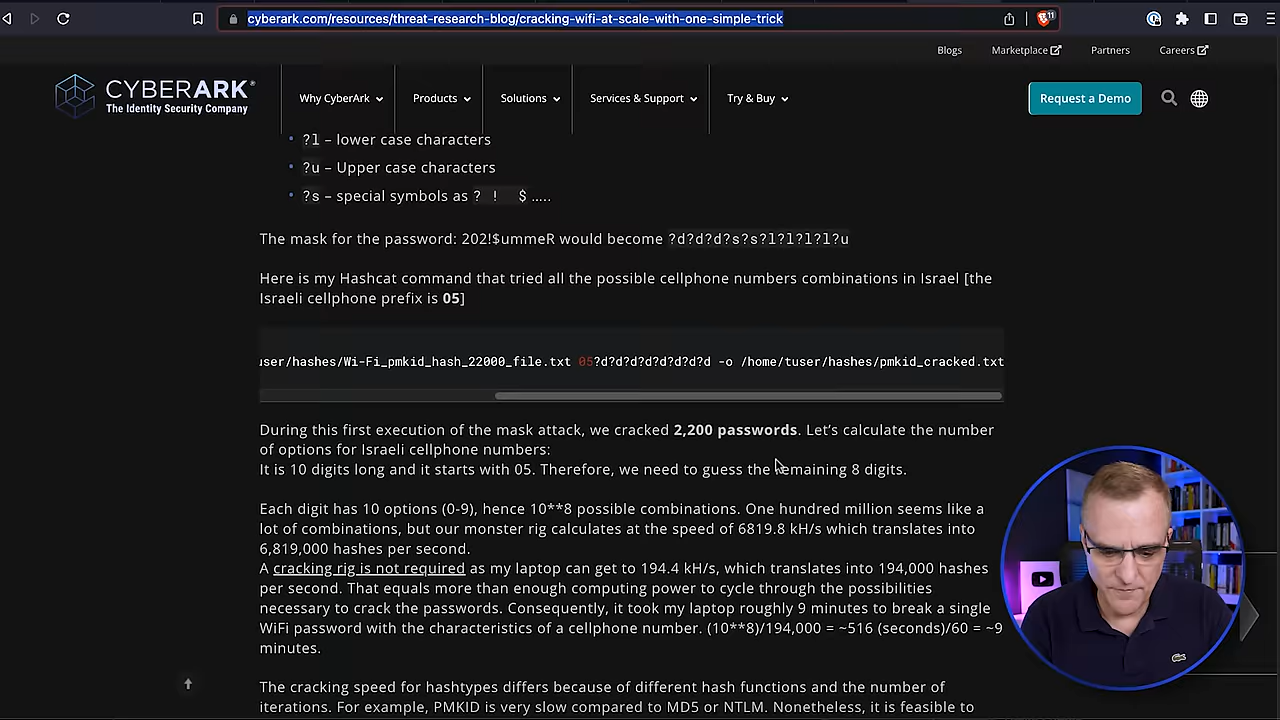 cyberark.com/resources/threat-research-blog/cracking-wifi-at-scale-with-one-simple-trick
11
Blogs
Marketplace
Partners
Careers
CYBERARK®
The Identity Security Company
Why CyberArk
Products
Solutions
Services & Support
Try & Buy
Request a Demo
?l – lower case characters
?u – Upper case characters
?s – special symbols as ? ! $ …..
The mask for the password: 202!$ummeR would become ?d?d?d?s?s?l?l?l?l?u
Here is my Hashcat command that tried all the possible cellphone numbers combinations in Israel [the
Israeli cellphone prefix is 05]
user/hashes/Wi-Fi_pmkid_hash_22000_file.txt 05?d?d?d?d?d?d?d?d -o /home/tuser/hashes/pmkid_cracked.txt
During this first execution of the mask attack, we cracked 2,200 passwords. Let's calculate the number
of options for Israeli cellphone numbers:
It is 10 digits long and it starts with 05. Therefore, we need to guess the remaining 8 digits.
Each digit has 10 options (0-9), hence 10**8 possible combinations. One hundred million seems like a
lot of combinations, but our monster rig calculates at the speed of 6819.8 kH/s which translates into
6,819,000 hashes per second.
A cracking rig is not required as my laptop can get to 194.4 kH/s, which translates into 194,000 hashes
per second. That equals more than enough computing power to cycle through the possibilities
necessary to crack the passwords. Consequently, it took my laptop roughly 9 minutes to break a single
WiFi password with the characteristics of a cellphone number. (10**8)/194,000 = ~516 (seconds)/60 = ~9
minutes.
The cracking speed for hashtypes differs because of different hash functions and the number of
iterations. For example, PMKID is very slow compared to MD5 or NTLM. Nonetheless, it is feasible to